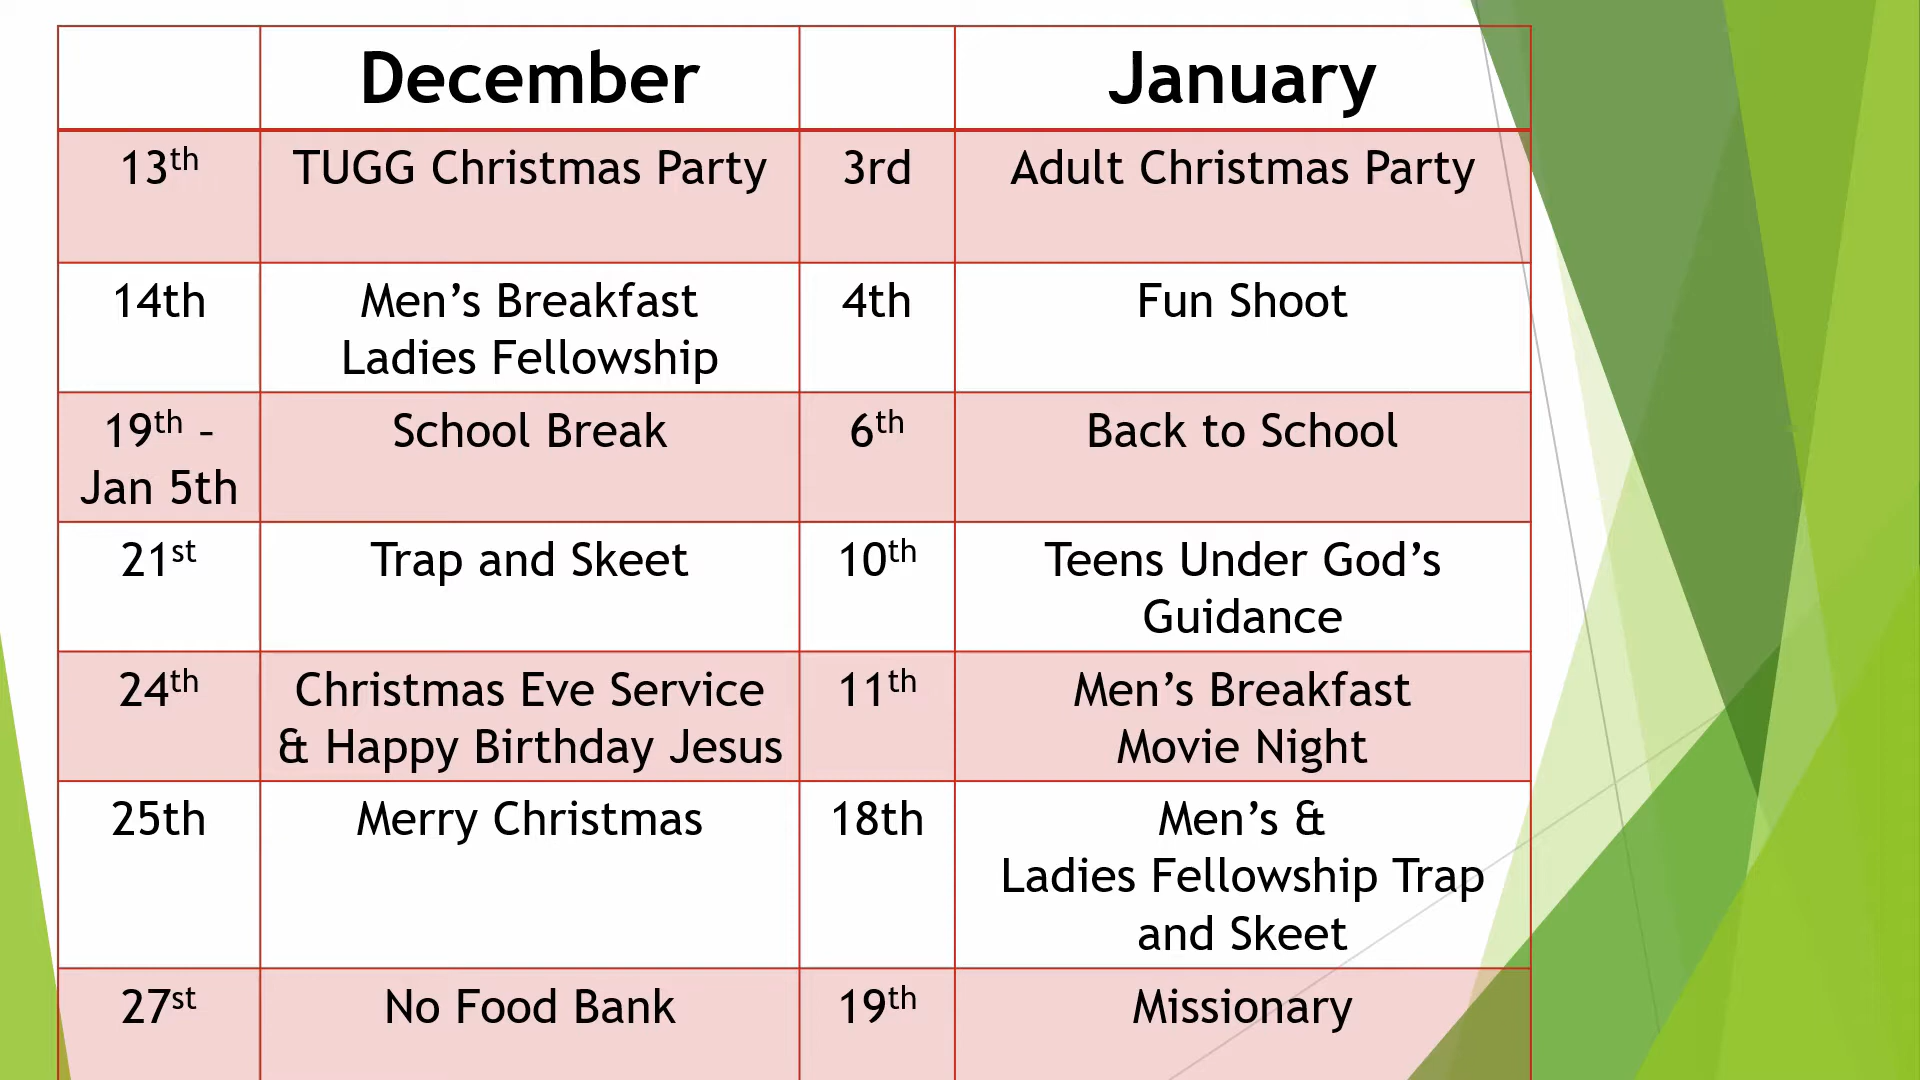 December January
13th TUGG Christmas Party 3rd Adult Christmas Party
14th Men’s Breakfast 4th Fun Shoot
Ladies Fellowship
19th – School Break 6th Back to School
Jan 5th
21st Trap and Skeet 10th Teens Under God’s
Guidance
24th Christmas Eve Service 11th Men’s Breakfast
& Happy Birthday Jesus Movie Night
25th Merry Christmas 18th Men’s &
Ladies Fellowship Trap
and Skeet
27st No Food Bank 19th Missionary